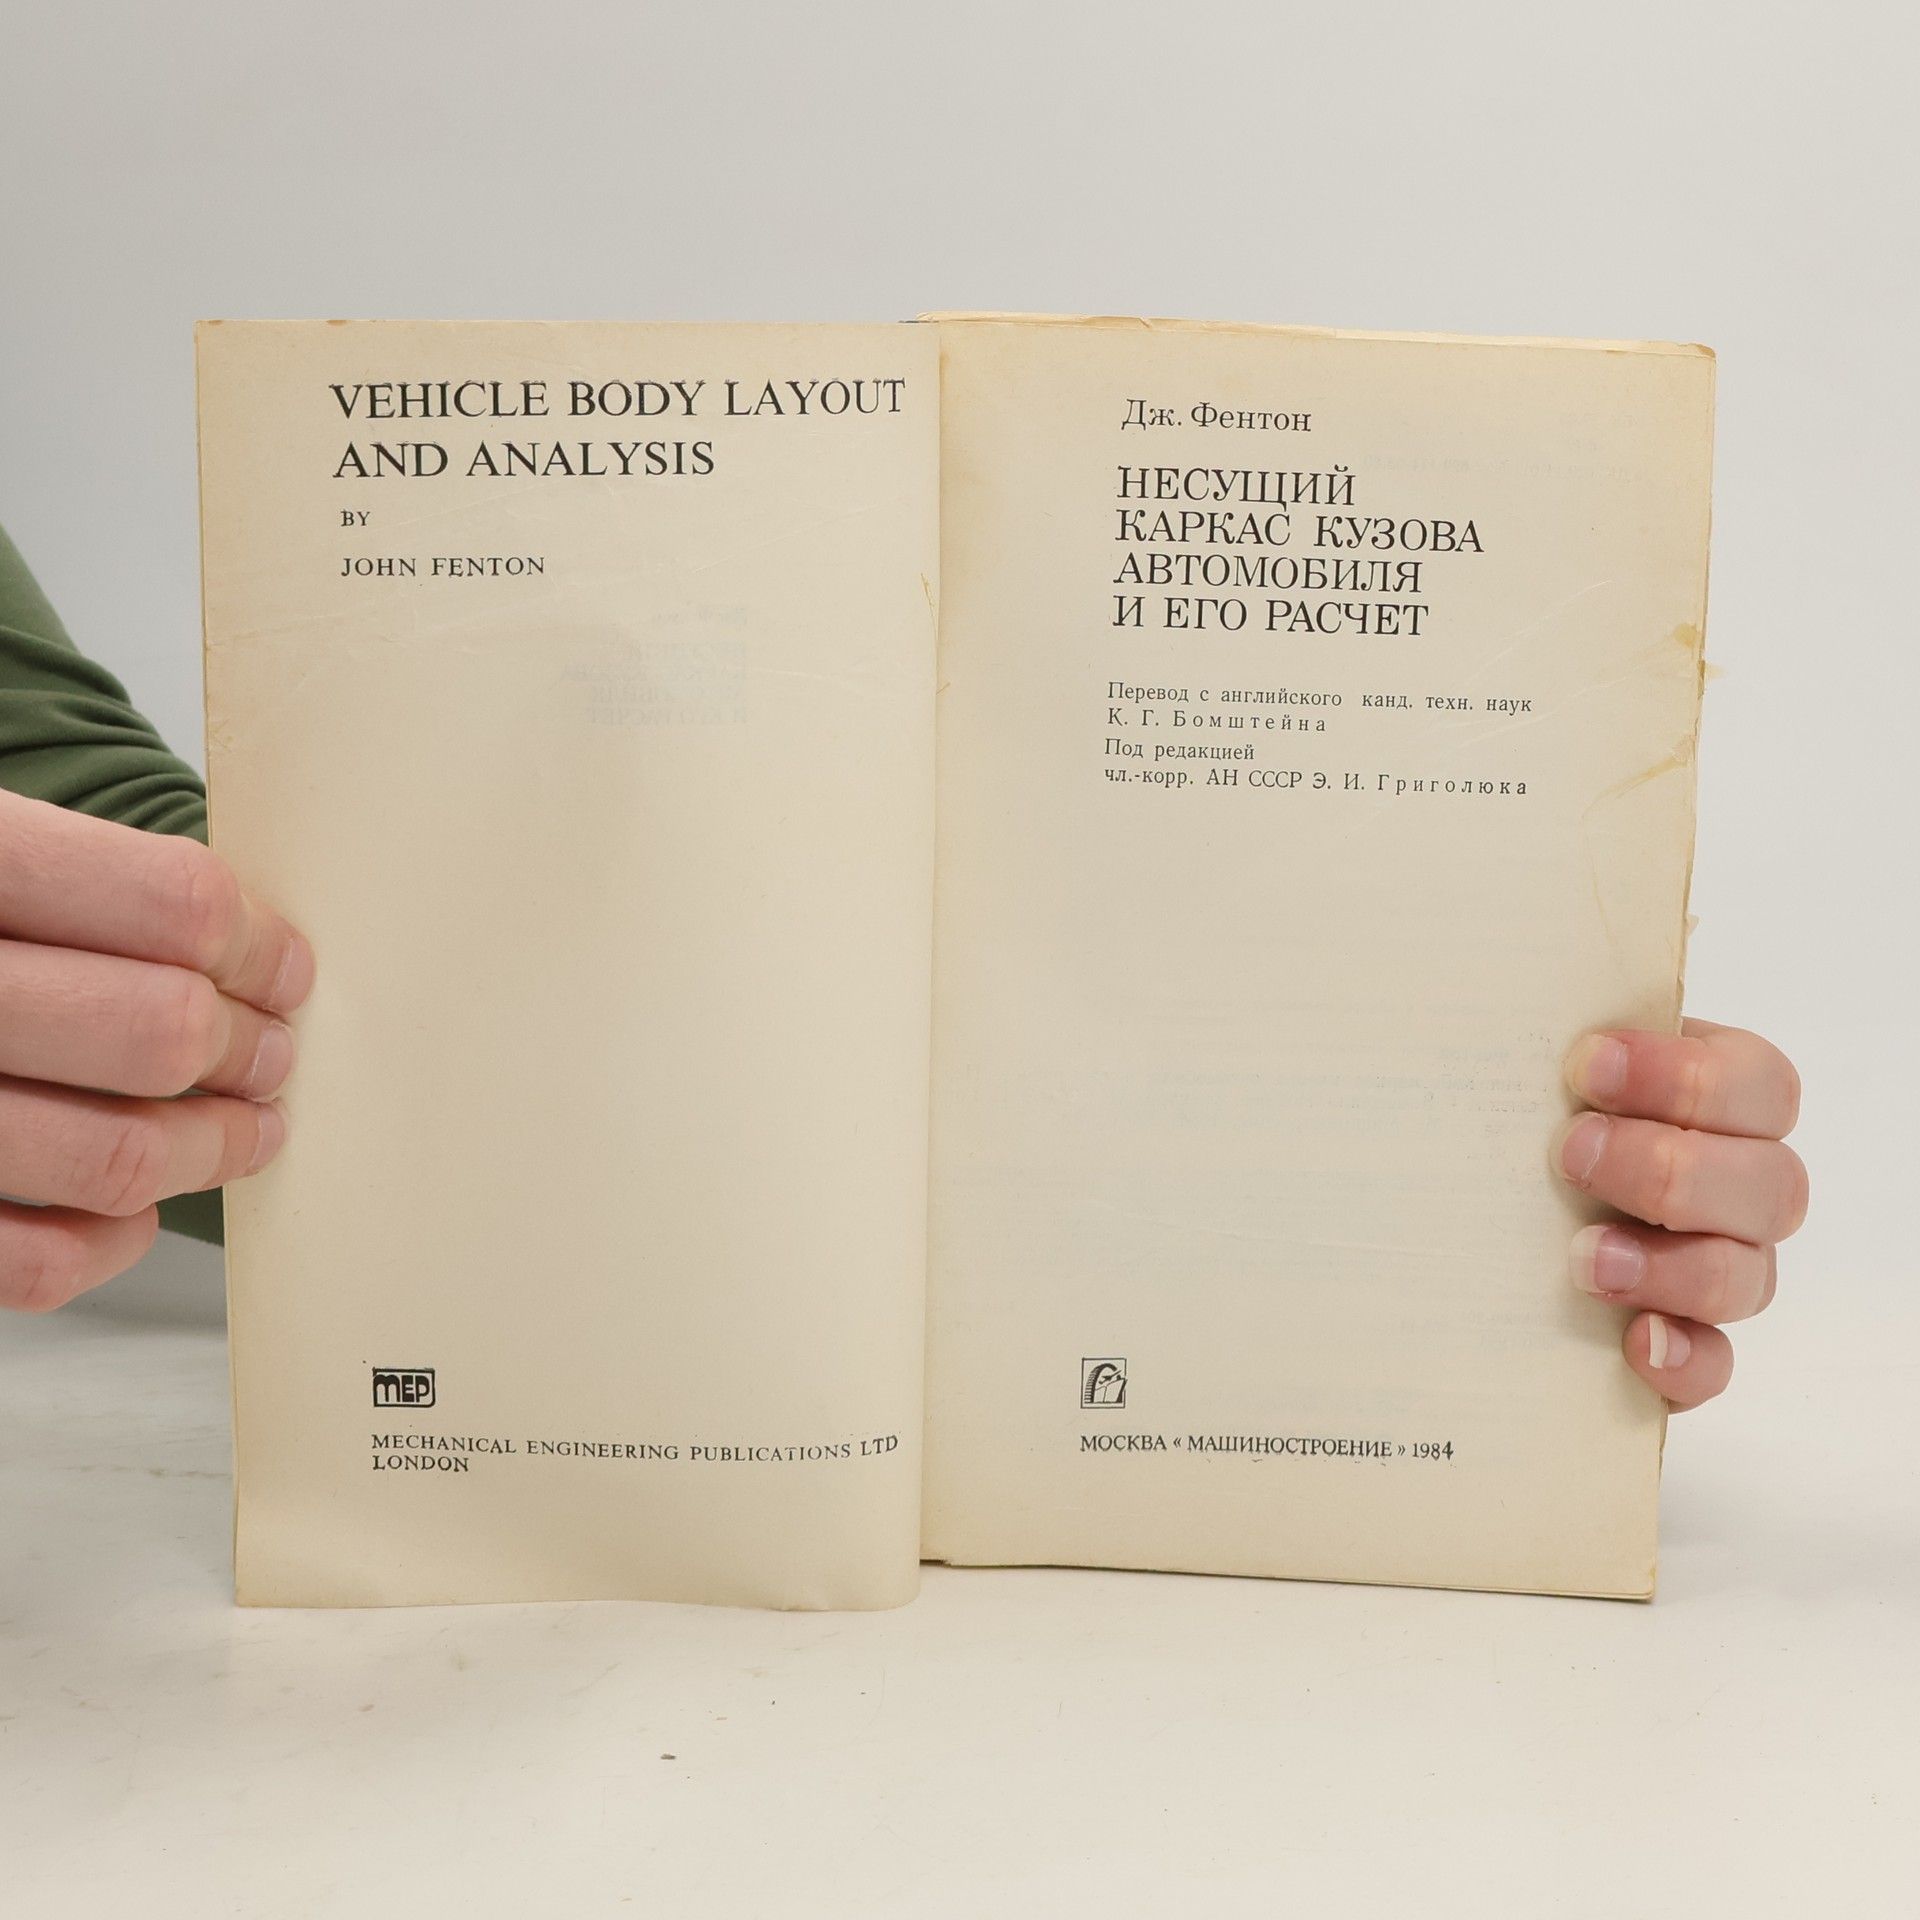 VEHICLE BODY LAYOUT
AND ANALYSIS
BY
JOHN FENTON
MEP
MECHANICAL ENGINEERING PUBLICATIONS LTD
LONDON
Дж. Фентон
НЕСУЩИЙ
КАРКАС КУЗОВА
АВТОМОБИЛЯ
И ЕГО РАСЧЕТ
Перевод с английского канд. техн. наук
К. Г. Бомштейна
Под редакцией
чл.-корр. АН СССР Э. И. Григолюка
МОСКВА «МАШИНОСТРОЕНИЕ» 1984